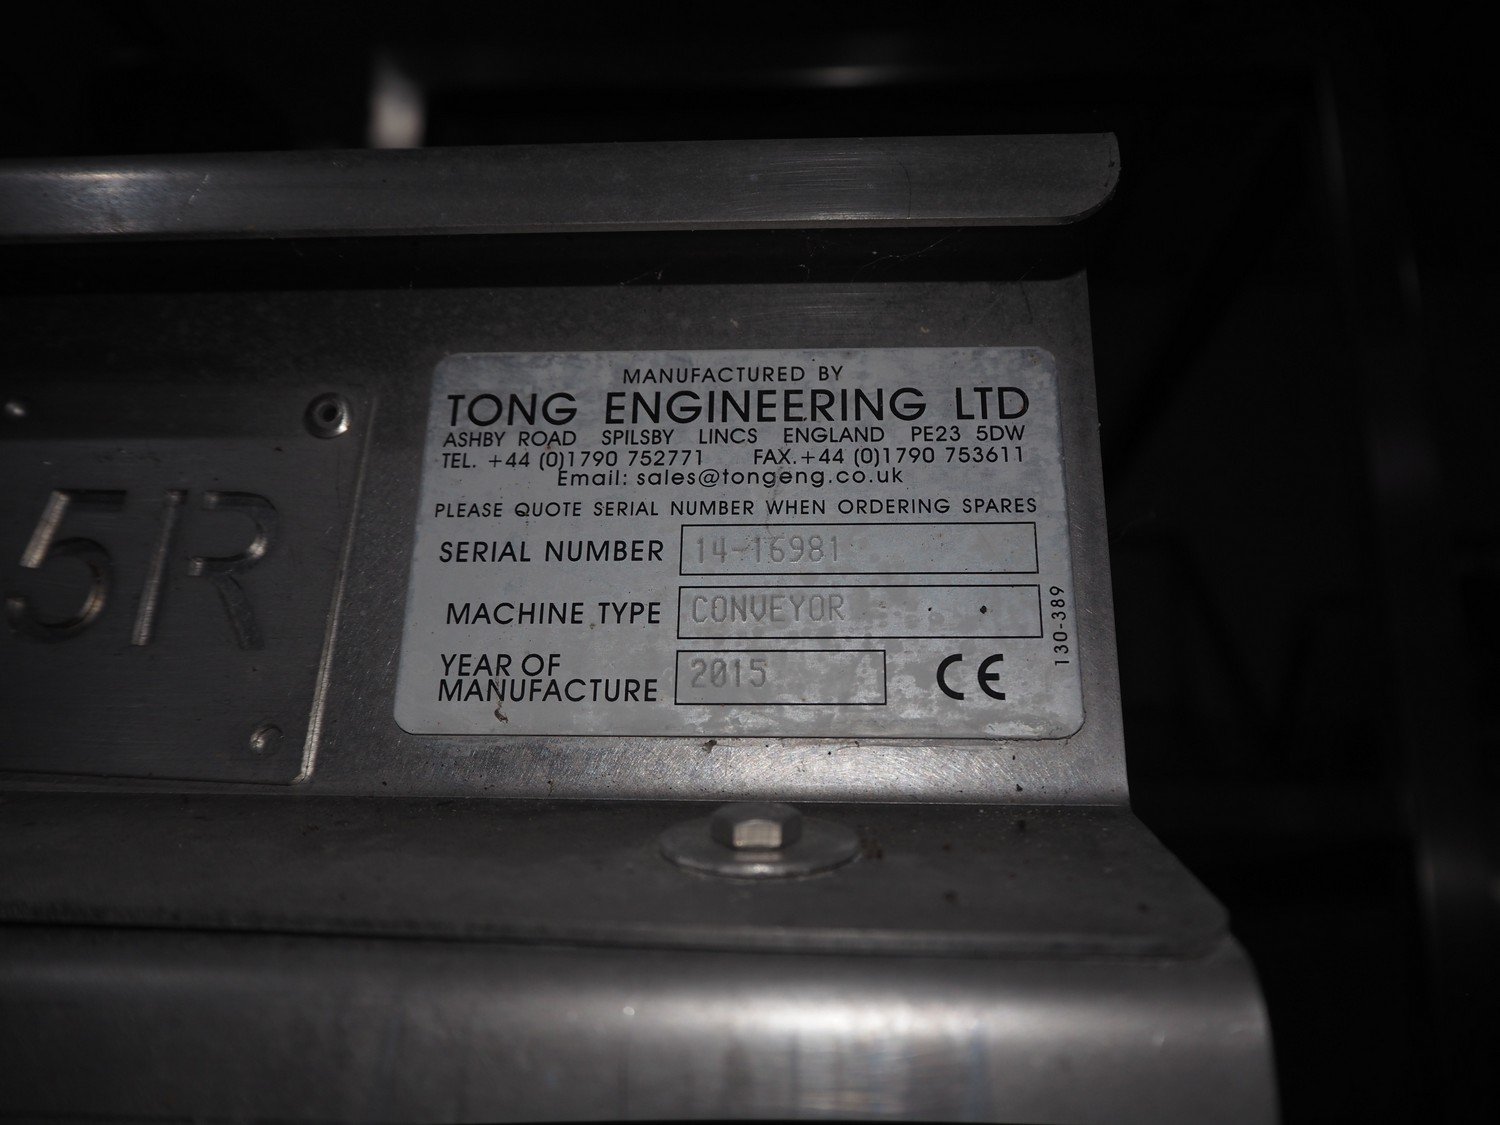 5R
MANUFACTURED BY
TONG ENGINEERING LTD
ASHBY ROAD SPILSBY LINCS ENGLAND PE23 5DW
TEL. +44 (0)1790 752771 FAX.+44 (0)1790 753611
Email: sales@tongeng.co.uk
PLEASE QUOTE SERIAL NUMBER WHEN ORDERING SPARES
SERIAL NUMBER 14-16981
MACHINE TYPE CONVEYOR
YEAR OF
MANUFACTURE 2015
CE
130-389